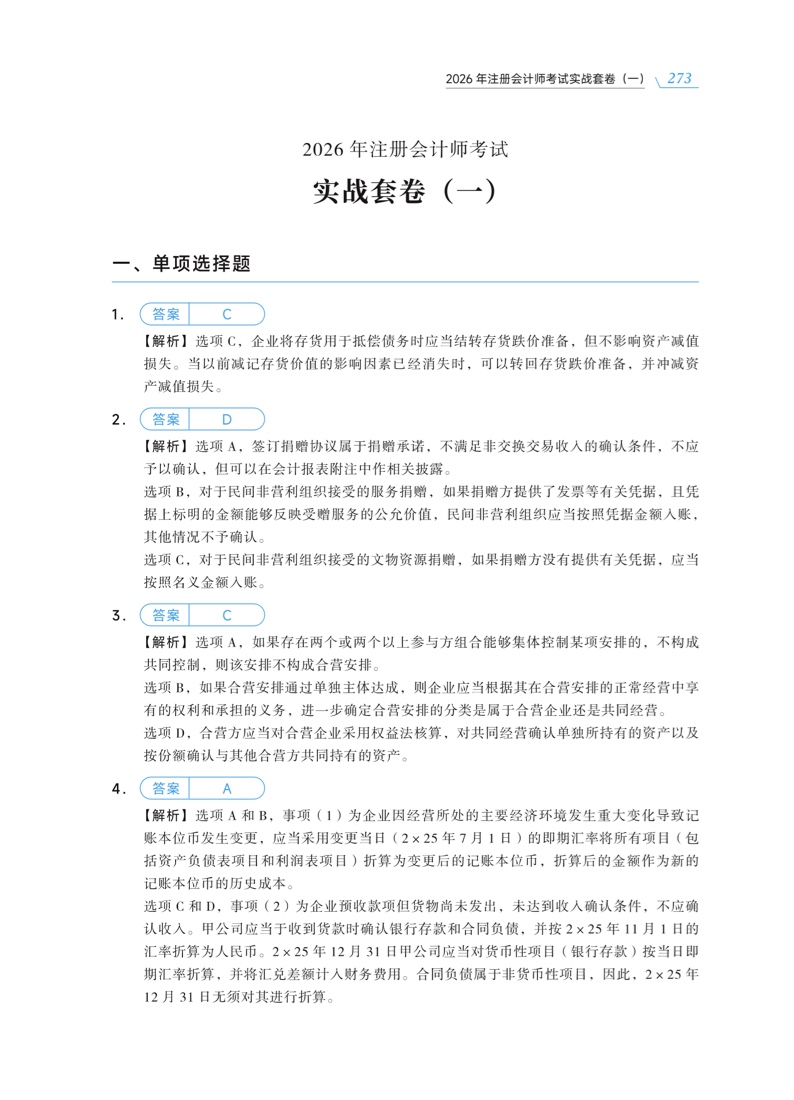 2026 年注册会计师考试实战套卷（一） 273
2026 年注册会计师考试
实战套卷（一）
一、单项选择题
1. 答案 C
【解析】选项 C，企业将存货用于抵偿债务时应当结转存货跌价准备，但不影响资产减值
损失。当以前减记存货价值的影响因素已经消失时，可以转回存货跌价准备，并冲减资
产减值损失。
2. 答案 D
【解析】选项 A，签订捐赠协议属于捐赠承诺，不满足非交换交易收入的确认条件，不应
予以确认，但可以在会计报表附注中作相关披露。
选项 B，对于民间非营利组织接受的服务捐赠，如果捐赠方提供了发票等有关凭据，且凭
据上标明的金额能够反映受赠服务的公允价值，民间非营利组织应当按照凭据金额入账，
其他情况不予确认。
选项 C，对于民间非营利组织接受的文物资源捐赠，如果捐赠方没有提供有关凭据，应当
按照名义金额入账。
3. 答案 C
【解析】选项 A，如果存在两个或两个以上参与方组合能够集体控制某项安排的，不构成
共同控制，则该安排不构成合营安排。
选项 B，如果合营安排通过单独主体达成，则企业应当根据其在合营安排的正常经营中享
有的权利和承担的义务，进一步确定合营安排的分类是属于合营企业还是共同经营。
选项 D，合营方应当对合营企业采用权益法核算，对共同经营确认单独所持有的资产以及
按份额确认与其他合营方共同持有的资产。
4. 答案 A
【解析】选项 A 和 B，事项（1）为企业因经营所处的主要经济环境发生重大变化导致记
账本位币发生变更，应当采用变更当日（2×25 年 7 月 1 日）的即期汇率将所有项目（包
括资产负债表项目和利润表项目）折算为变更后的记账本位币，折算后的金额作为新的
记账本位币的历史成本。
选项 C 和 D，事项（2）为企业预收款项但货物尚未发出，未达到收入确认条件，不应确
认收入。甲公司应当于收到货款时确认银行存款和合同负债，并按 2×25 年 11 月 1 日的
汇率折算为人民币。2×25 年 12 月 31 日甲公司应当对货币性项目（银行存款）按当日即
期汇率折算，并将汇兑差额计入财务费用。合同负债属于非货币性项目，因此，2×25 年
12 月 31 日无须对其进行折算。